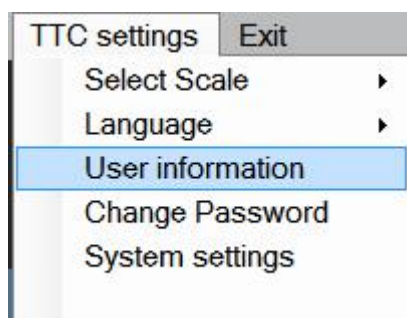 TTC settings Exit
Select Scale
Language
User information
Change Password
System settings